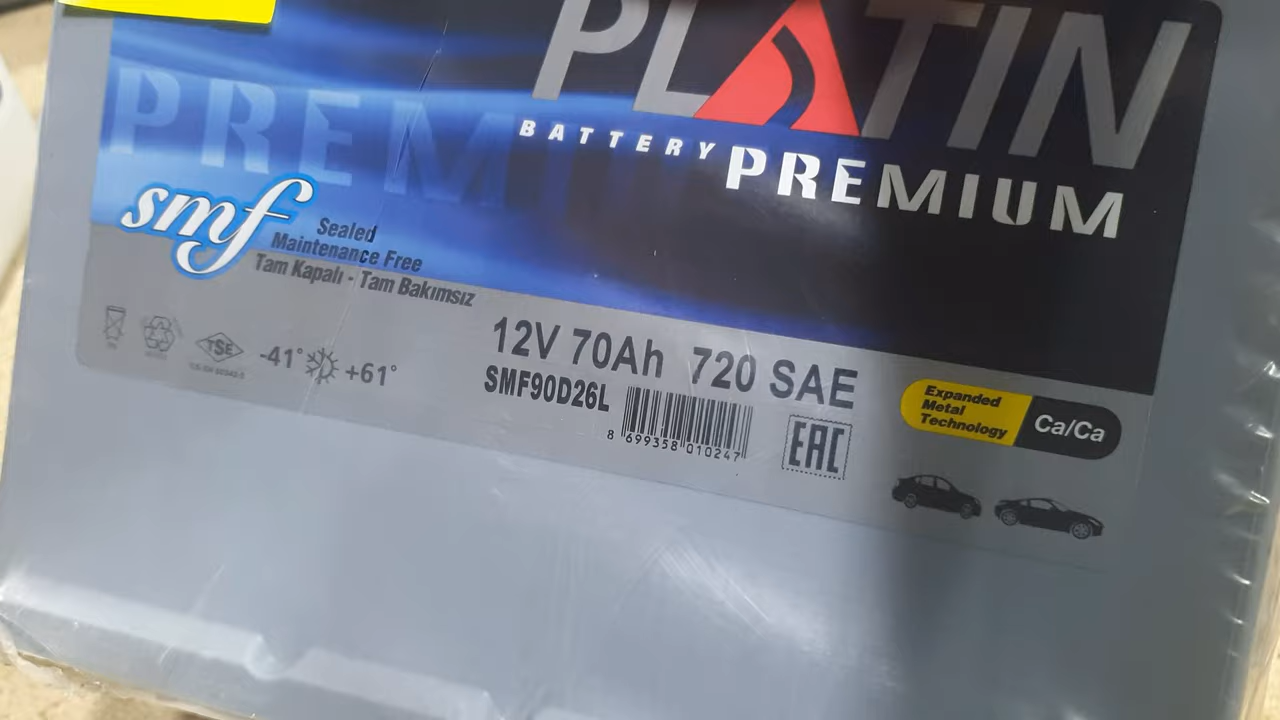 PLATIN
BATTERY PREMIUM
PREMIUM
smf
Sealed
Maintenance Free
Tam Kapalı - Tam Bakımsız
TSE
-41° +61°
12V 70Ah 720 SAE
SMF90D26L
8 699358 010247
EAC
Expanded
Metal
Technology
Ca/Ca